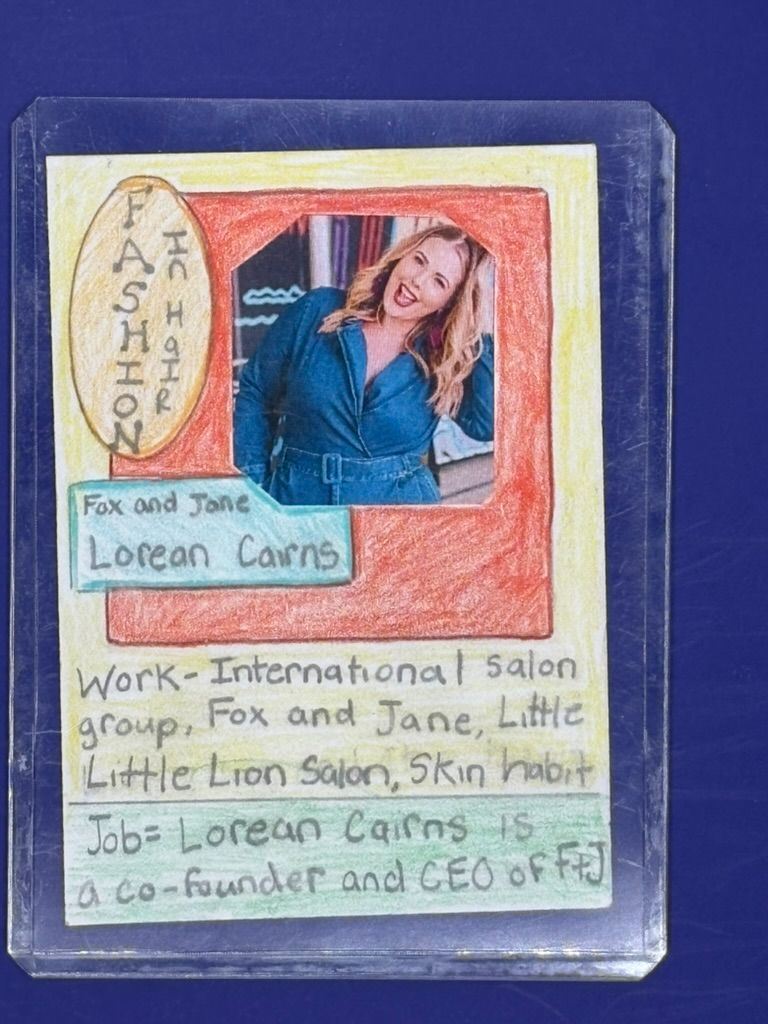 FASHION
In HaIR
Fox and Jane
Lorean Cairns
Work- International salon
group, Fox and Jane, Little
Little Lion Salon, Skin habit
Job= Lorean Cairns is
a co-founder and CEO of F+J